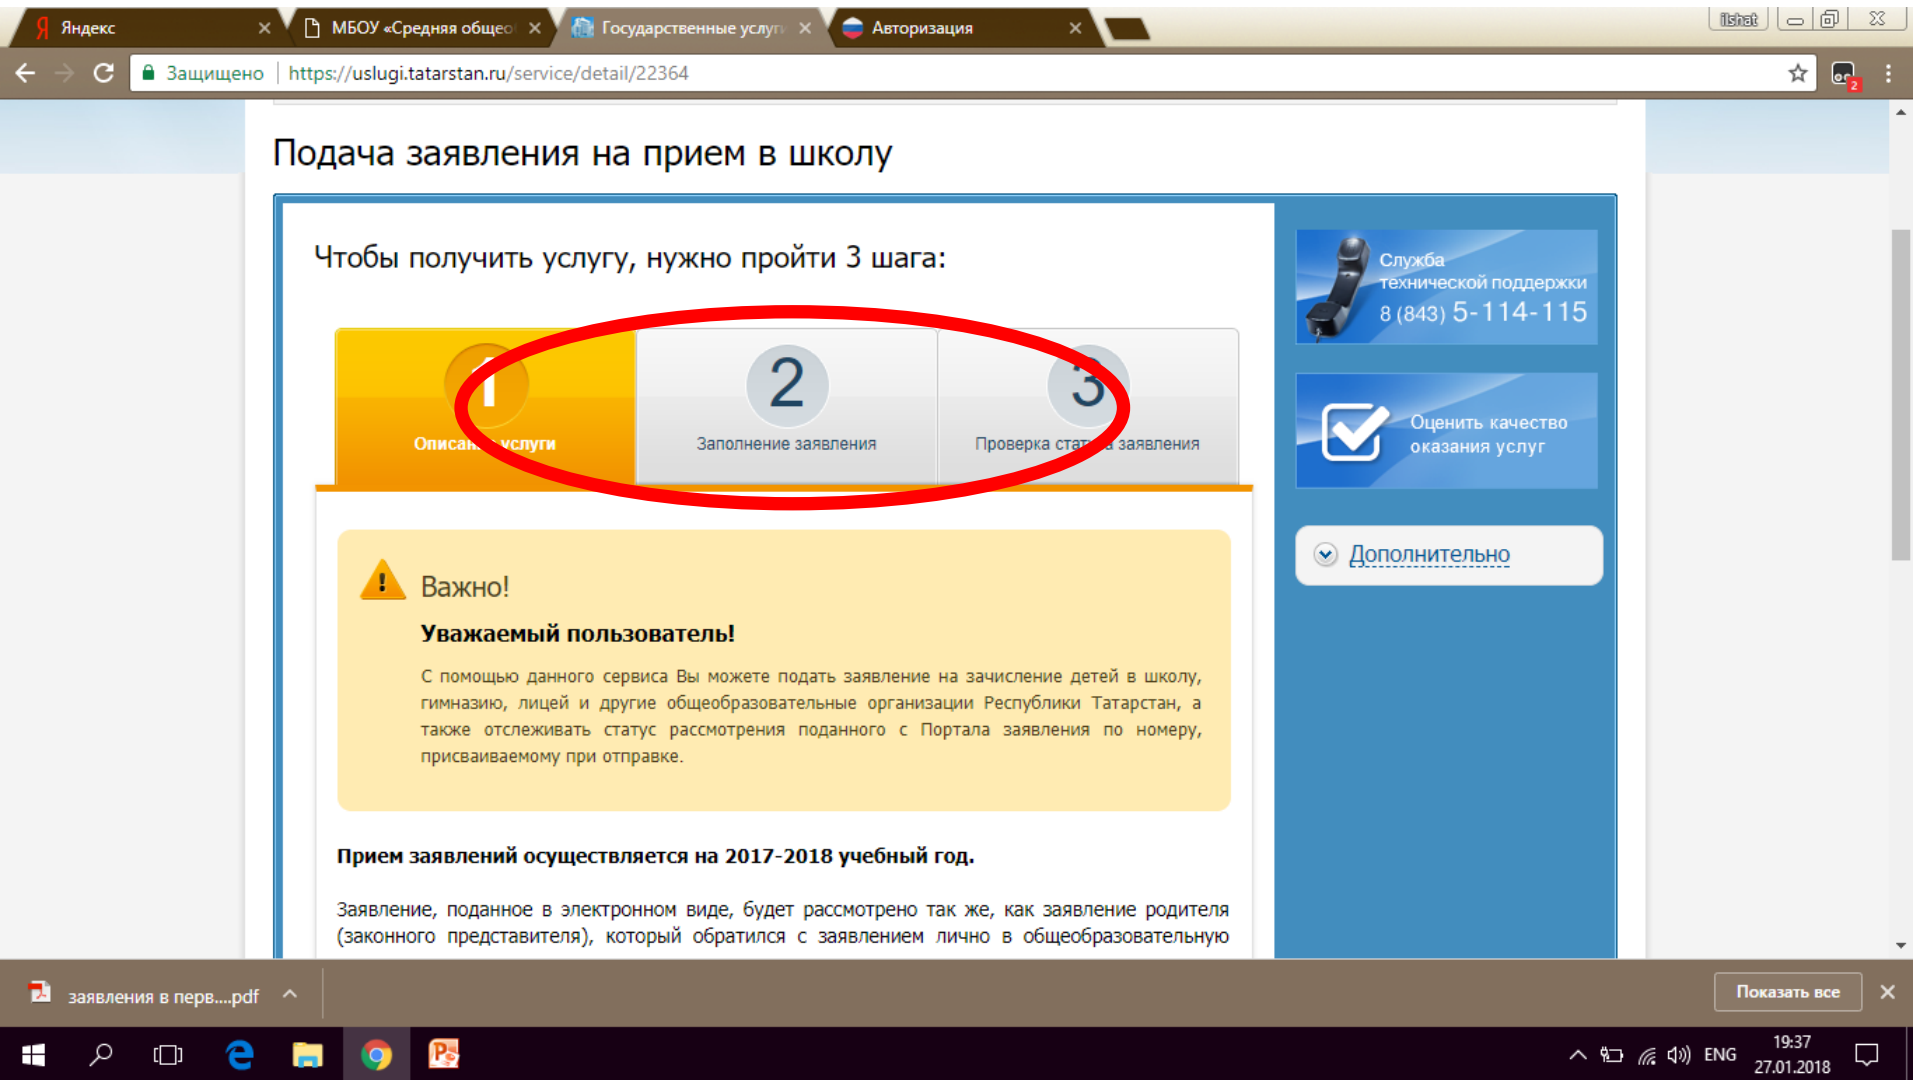 Яндекс
МБОУ «Средняя общео
Государственные услуги
Авторизация
ilshat
Защищено
https://uslugi.tatarstan.ru/service/detail/22364
2
Подача заявления на прием в школу
Чтобы получить услугу, нужно пройти 3 шага:
1
Описание услуги
2
Заполнение заявления
3
Проверка статуса заявления
Служба
технической поддержки
8 (843) 5-114-115
Оценить качество
оказания услуг
Дополнительно
Важно!
Уважаемый пользователь!
С помощью данного сервиса Вы можете подать заявление на зачисление детей в школу,
гимназию, лицей и другие общеобразовательные организации Республики Татарстан, а
также отслеживать статус рассмотрения поданного с Портала заявления по номеру,
присваиваемому при отправке.
Прием заявлений осуществляется на 2017-2018 учебный год.
Заявление, поданное в электронном виде, будет рассмотрено так же, как заявление родителя
(законного представителя), который обратился с заявлением лично в общеобразовательную
заявления в перв....pdf
Показать все
ENG
19:37
27.01.2018